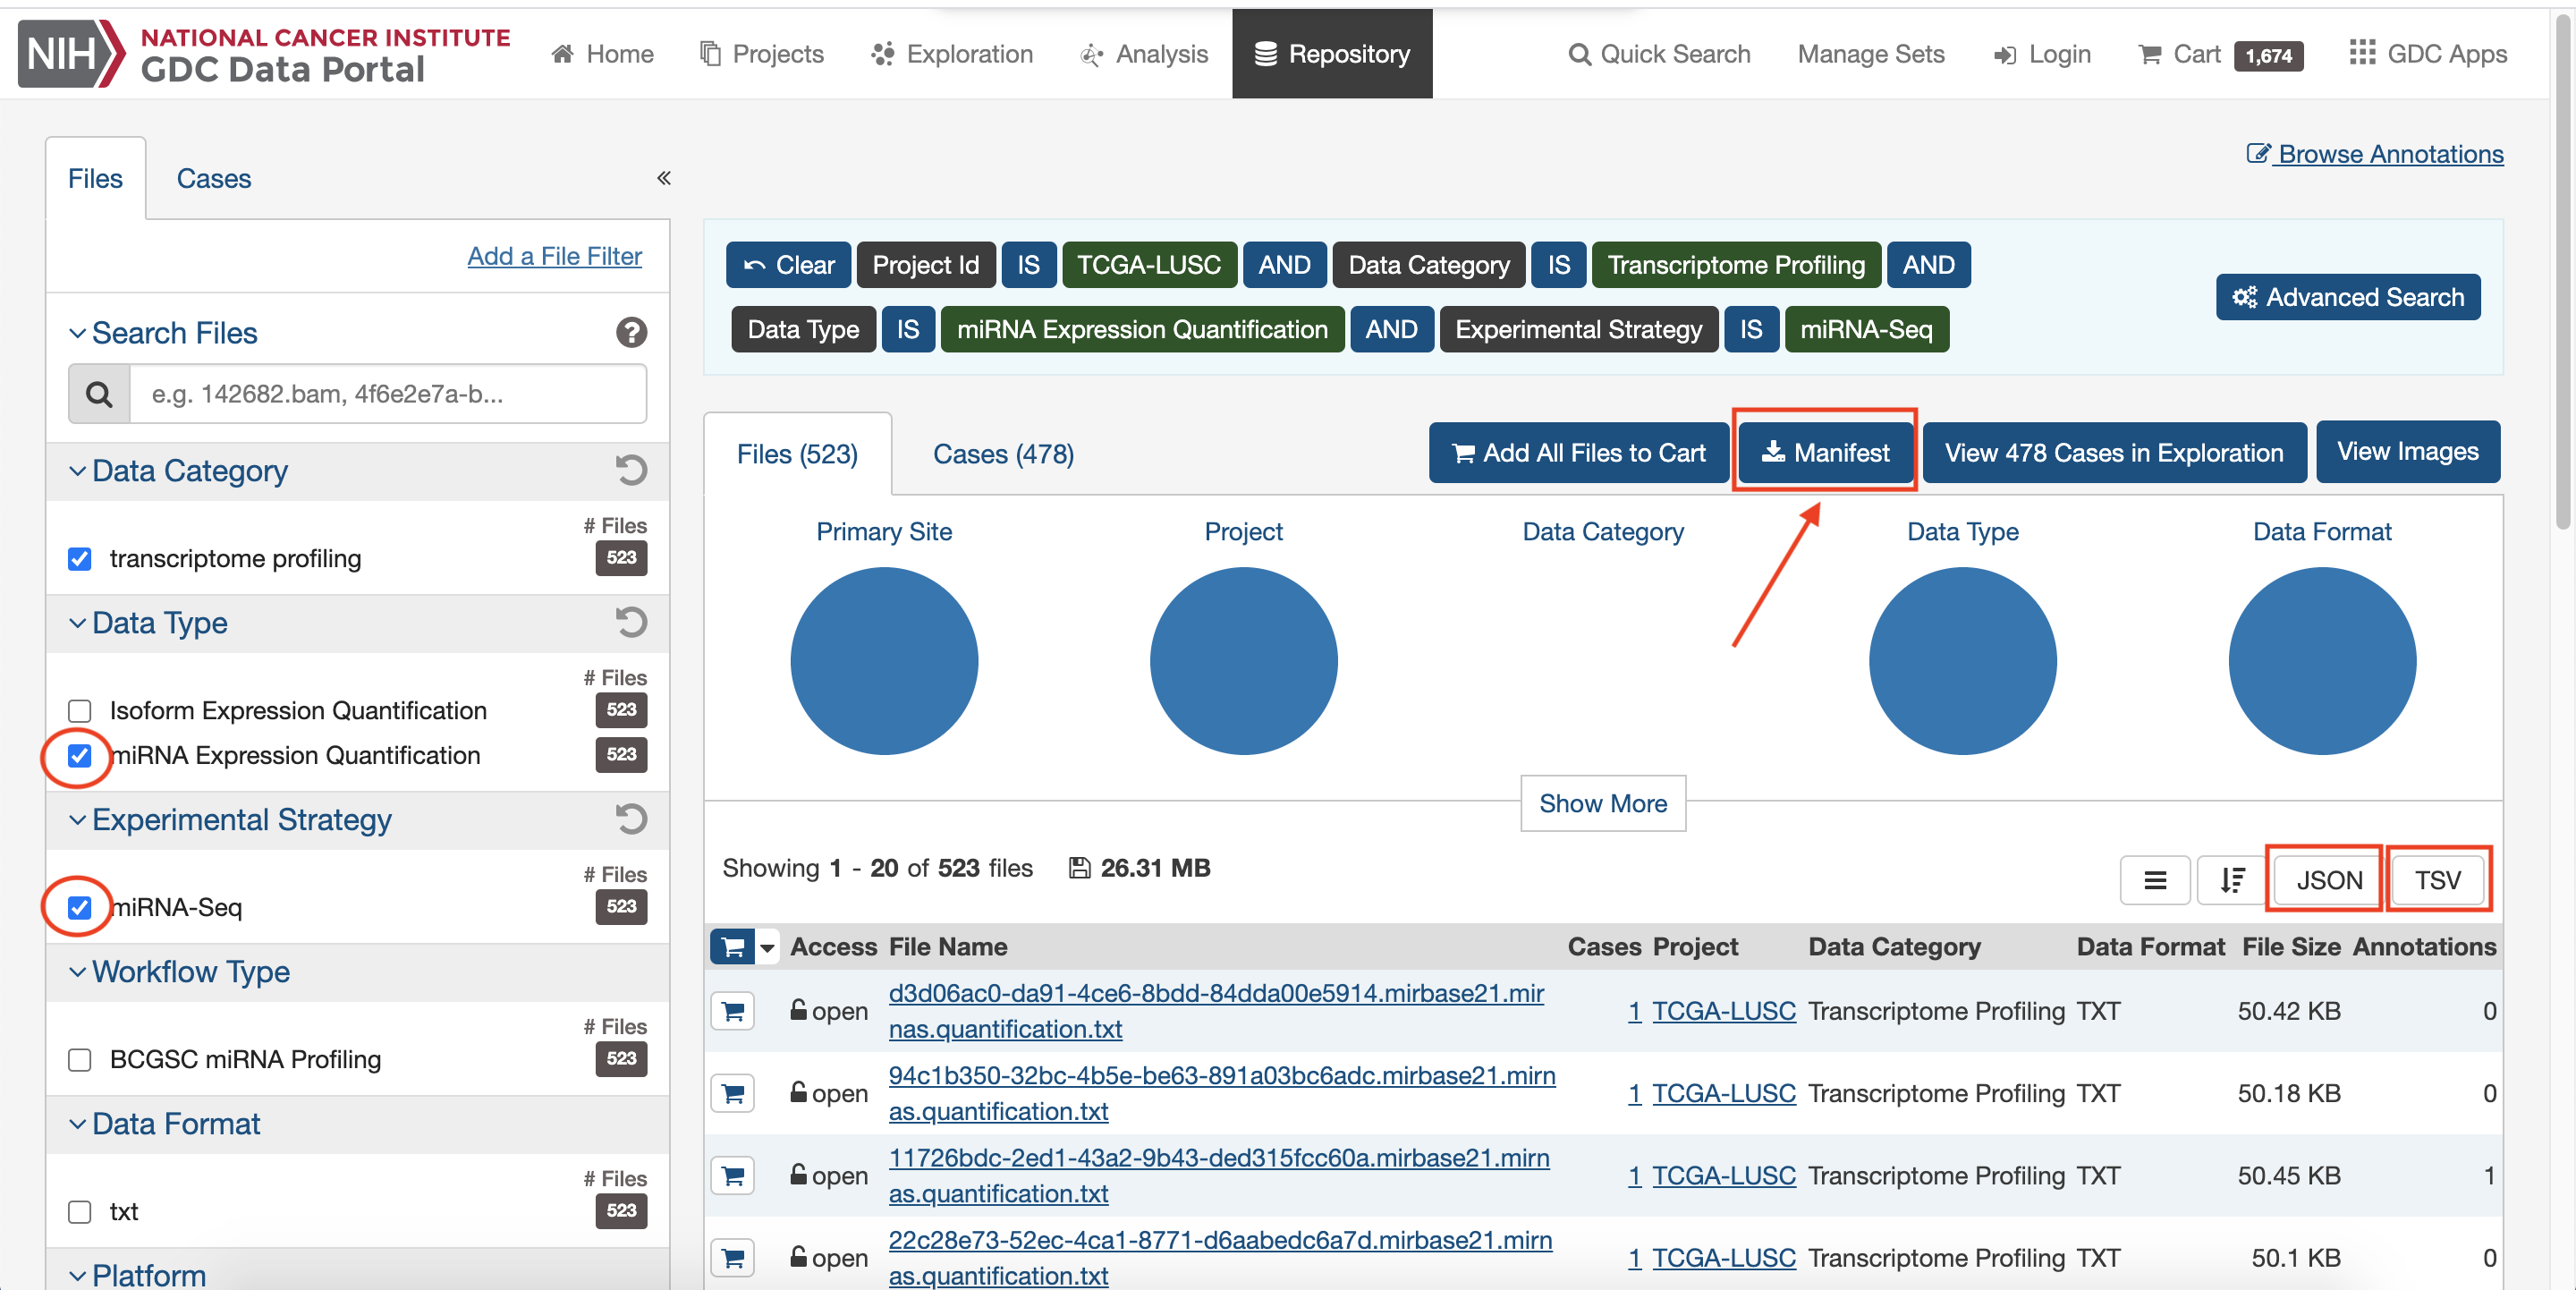 NIH NATIONAL CANCER INSTITUTE
GDC Data Portal
Home Projects Exploration Analysis Repository Quick Search Manage Sets Login Cart 1,674 GDC Apps
Browse Annotations
Files Cases «
Add a File Filter
Search Files
e.g. 142682.bam, 4f6e2e7a-b...
Data Category
# Files
transcriptome profiling 523
Data Type
# Files
Isoform Expression Quantification 523
miRNA Expression Quantification 523
Experimental Strategy
# Files
miRNA-Seq 523
Workflow Type
# Files
BCGSC miRNA Profiling 523
Data Format
# Files
txt 523
Platform
Clear Project Id IS TCGA-LUSC AND Data Category IS Transcriptome Profiling AND
Data Type IS miRNA Expression Quantification AND Experimental Strategy IS miRNA-Seq
Advanced Search
Files (523) Cases (478) Add All Files to Cart Manifest View 478 Cases in Exploration View Images
Primary Site Project Data Category Data Type Data Format
Show More
Showing 1 - 20 of 523 files 26.31 MB
JSON TSV
Access File Name Cases Project Data Category Data Format File Size Annotations
open d3d06ac0-da91-4ce6-8bdd-84dda00e5914.mirbase21.mir
nas.quantification.txt 1 TCGA-LUSC Transcriptome Profiling TXT 50.42 KB 0
open 94c1b350-32bc-4b5e-be63-891a03bc6adc.mirbase21.mirn
as.quantification.txt 1 TCGA-LUSC Transcriptome Profiling TXT 50.18 KB 0
open 11726bdc-2ed1-43a2-9b43-ded315fcc60a.mirbase21.mirn
as.quantification.txt 1 TCGA-LUSC Transcriptome Profiling TXT 50.45 KB 1
open 22c28e73-52ec-4ca1-8771-d6aabedc6a7d.mirbase21.mirn
as.quantification.txt 1 TCGA-LUSC Transcriptome Profiling TXT 50.1 KB 0